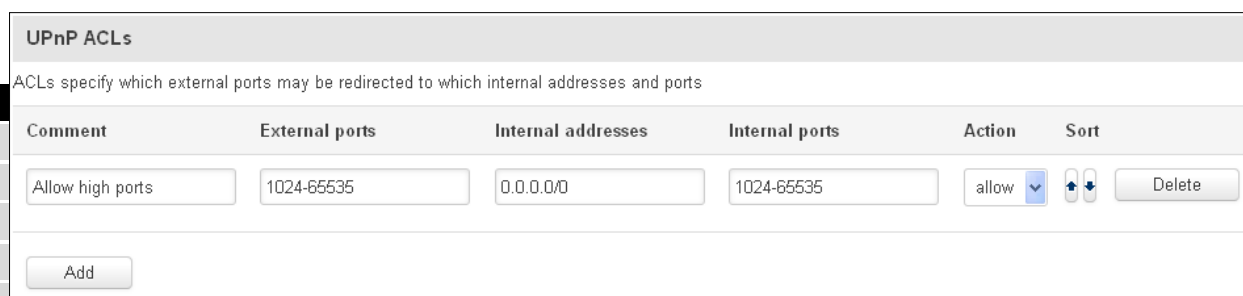 UPnP ACLs
ACLs specify which external ports may be redirected to which internal addresses and ports
Comment External ports Internal addresses Internal ports Action Sort
Allow high ports 1024-65535 0.0.0.0/0 1024-65535 allow Delete
Add